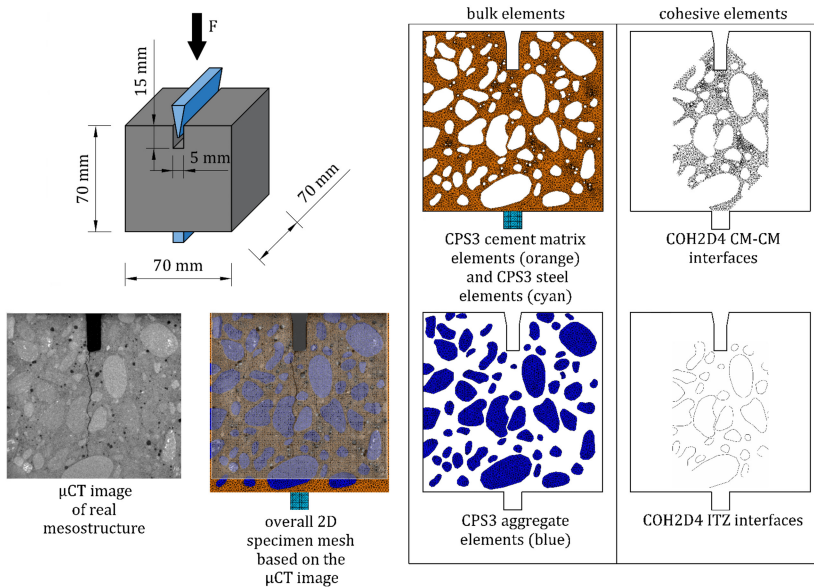 F
15 mm
5 mm
70 mm
70 mm
70 mm
μCT image
of real
mesostructure
overall 2D
specimen mesh
based on the
μCT image
bulk elements
cohesive elements
CPS3 cement matrix
elements (orange)
and CPS3 steel
elements (cyan)
COH2D4 CM-CM
interfaces
CPS3 aggregate
elements (blue)
COH2D4 ITZ interfaces